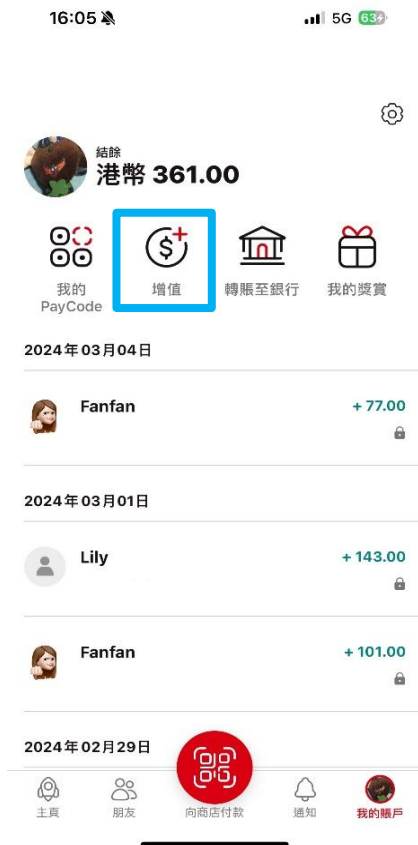 16:05
5G 63
結餘
港幣 361.00
我的
PayCode
增值
轉賬至銀行
我的獎賞
2024年03月04日
Fanfan
+ 77.00
2024年03月01日
Lily
+ 143.00
Fanfan
+ 101.00
2024年02月29日
主頁
朋友
向商店付款
通知
我的賬戶